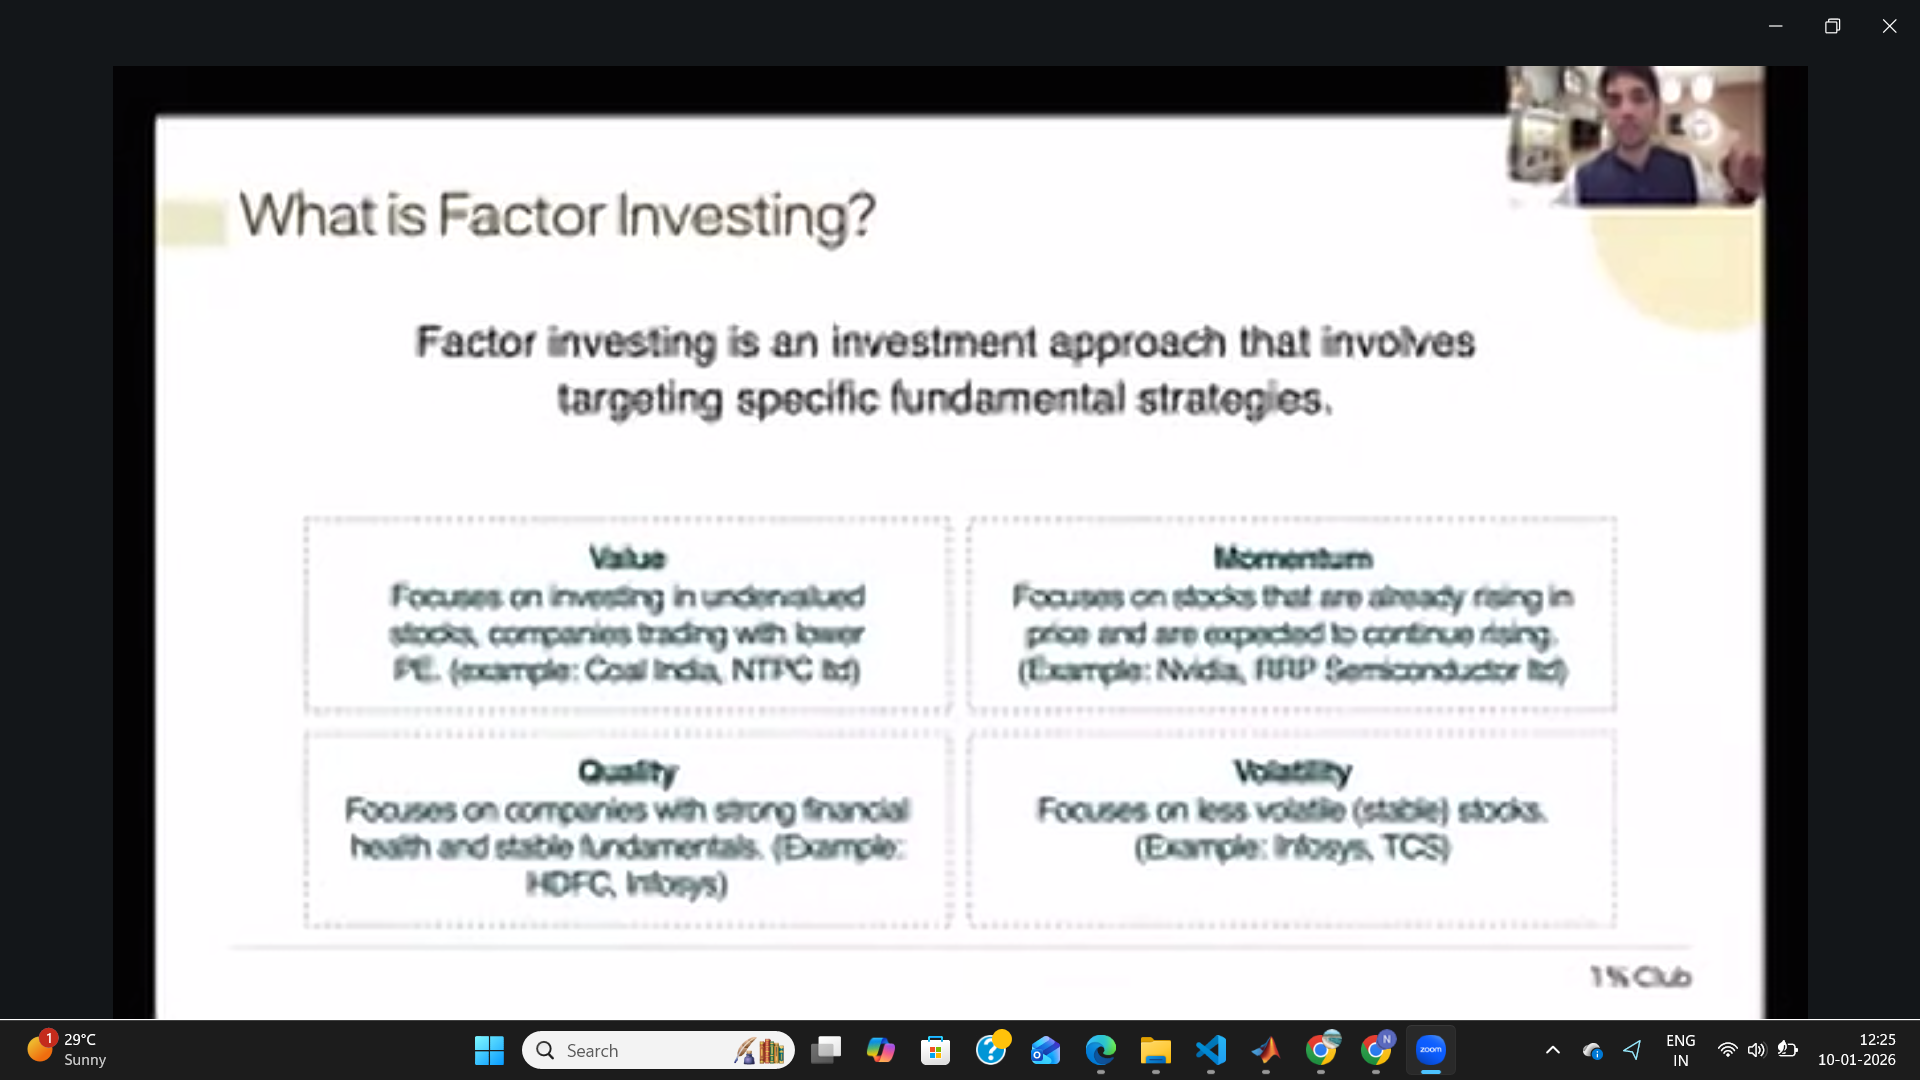 What is Factor Investing?
Factor investing is an investment approach that involves
targeting specific fundamental strategies.
Value
Focuses on investing in undervalued
stocks, companies trading with lower
PE. (example: Coal India, NTPC ltd)
Momentum
Focuses on stocks that are already rising in
price and are expected to continue rising.
(Example: Nvidia, RRP Semiconductor ltd)
Quality
Focuses on companies with strong financial
health and stable fundamentals. (Example:
HDFC, Infosys)
Volatility
Focuses on less volatile (stable) stocks.
(Example: Infosys, TCS)
1% Club
1
29°C
Sunny
Search
N
zoom
ENG
IN
12:25
10-01-2026